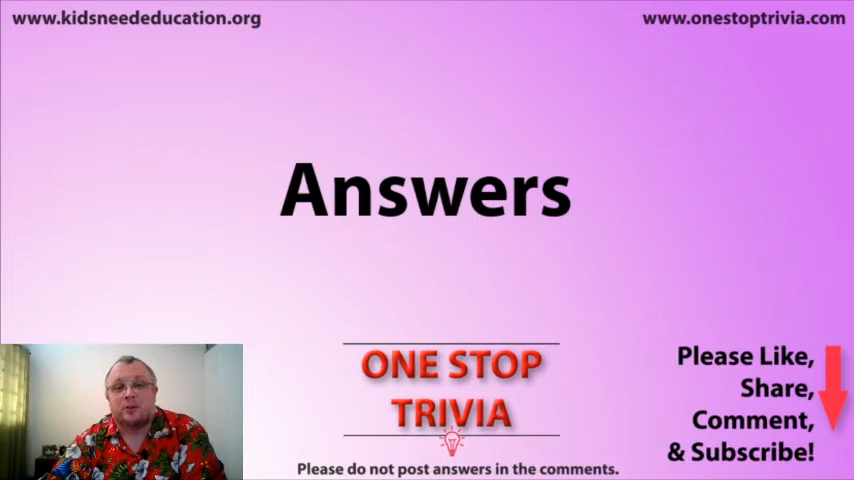 www.kidsneededucation.org
www.onestoptrivia.com
Answers
ONE STOP
TRIVIA
Please do not post answers in the comments.
Please Like,
Share,
Comment,
& Subscribe!